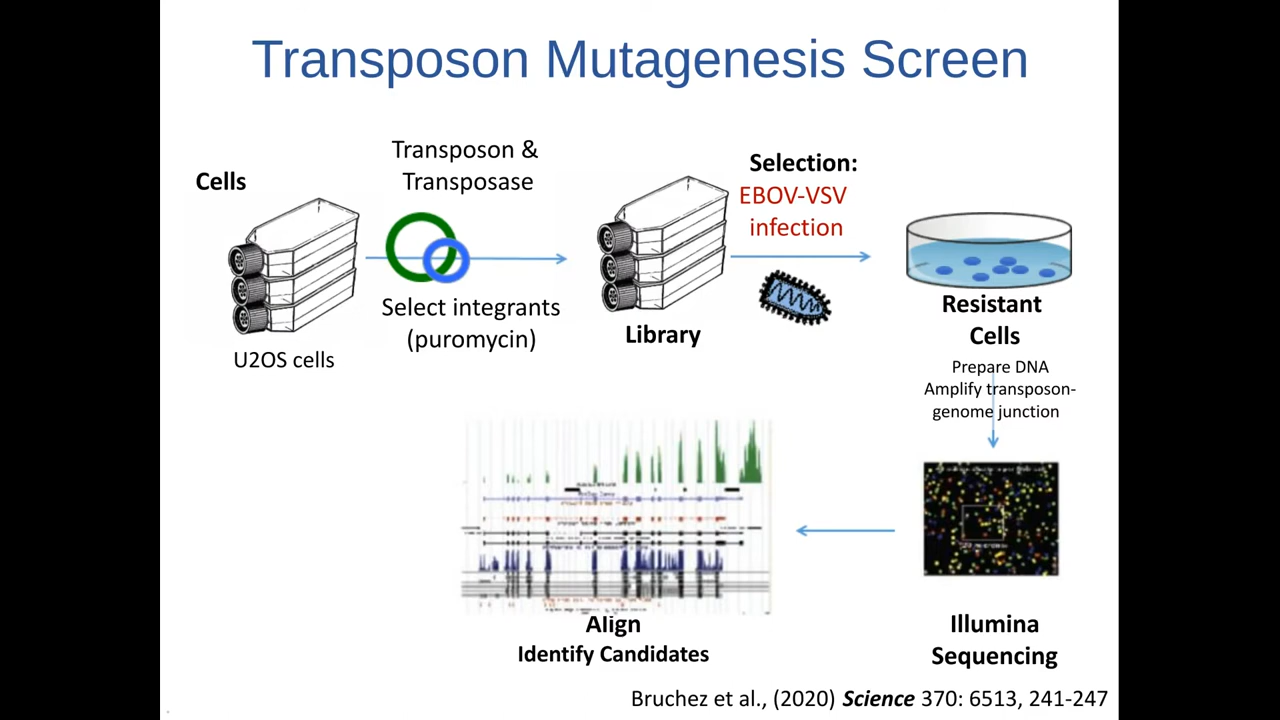 Transposon Mutagenesis Screen
Cells
U2OS cells
Transposon &
Transposase
Select integrants
(puromycin)
Library
Selection:
EBOV-VSV
infection
Resistant
Cells
Prepare DNA
Amplify transposon-
genome junction
Illumina
Sequencing
Align
Identify Candidates
Bruchez et al., (2020) Science 370: 6513, 241-247